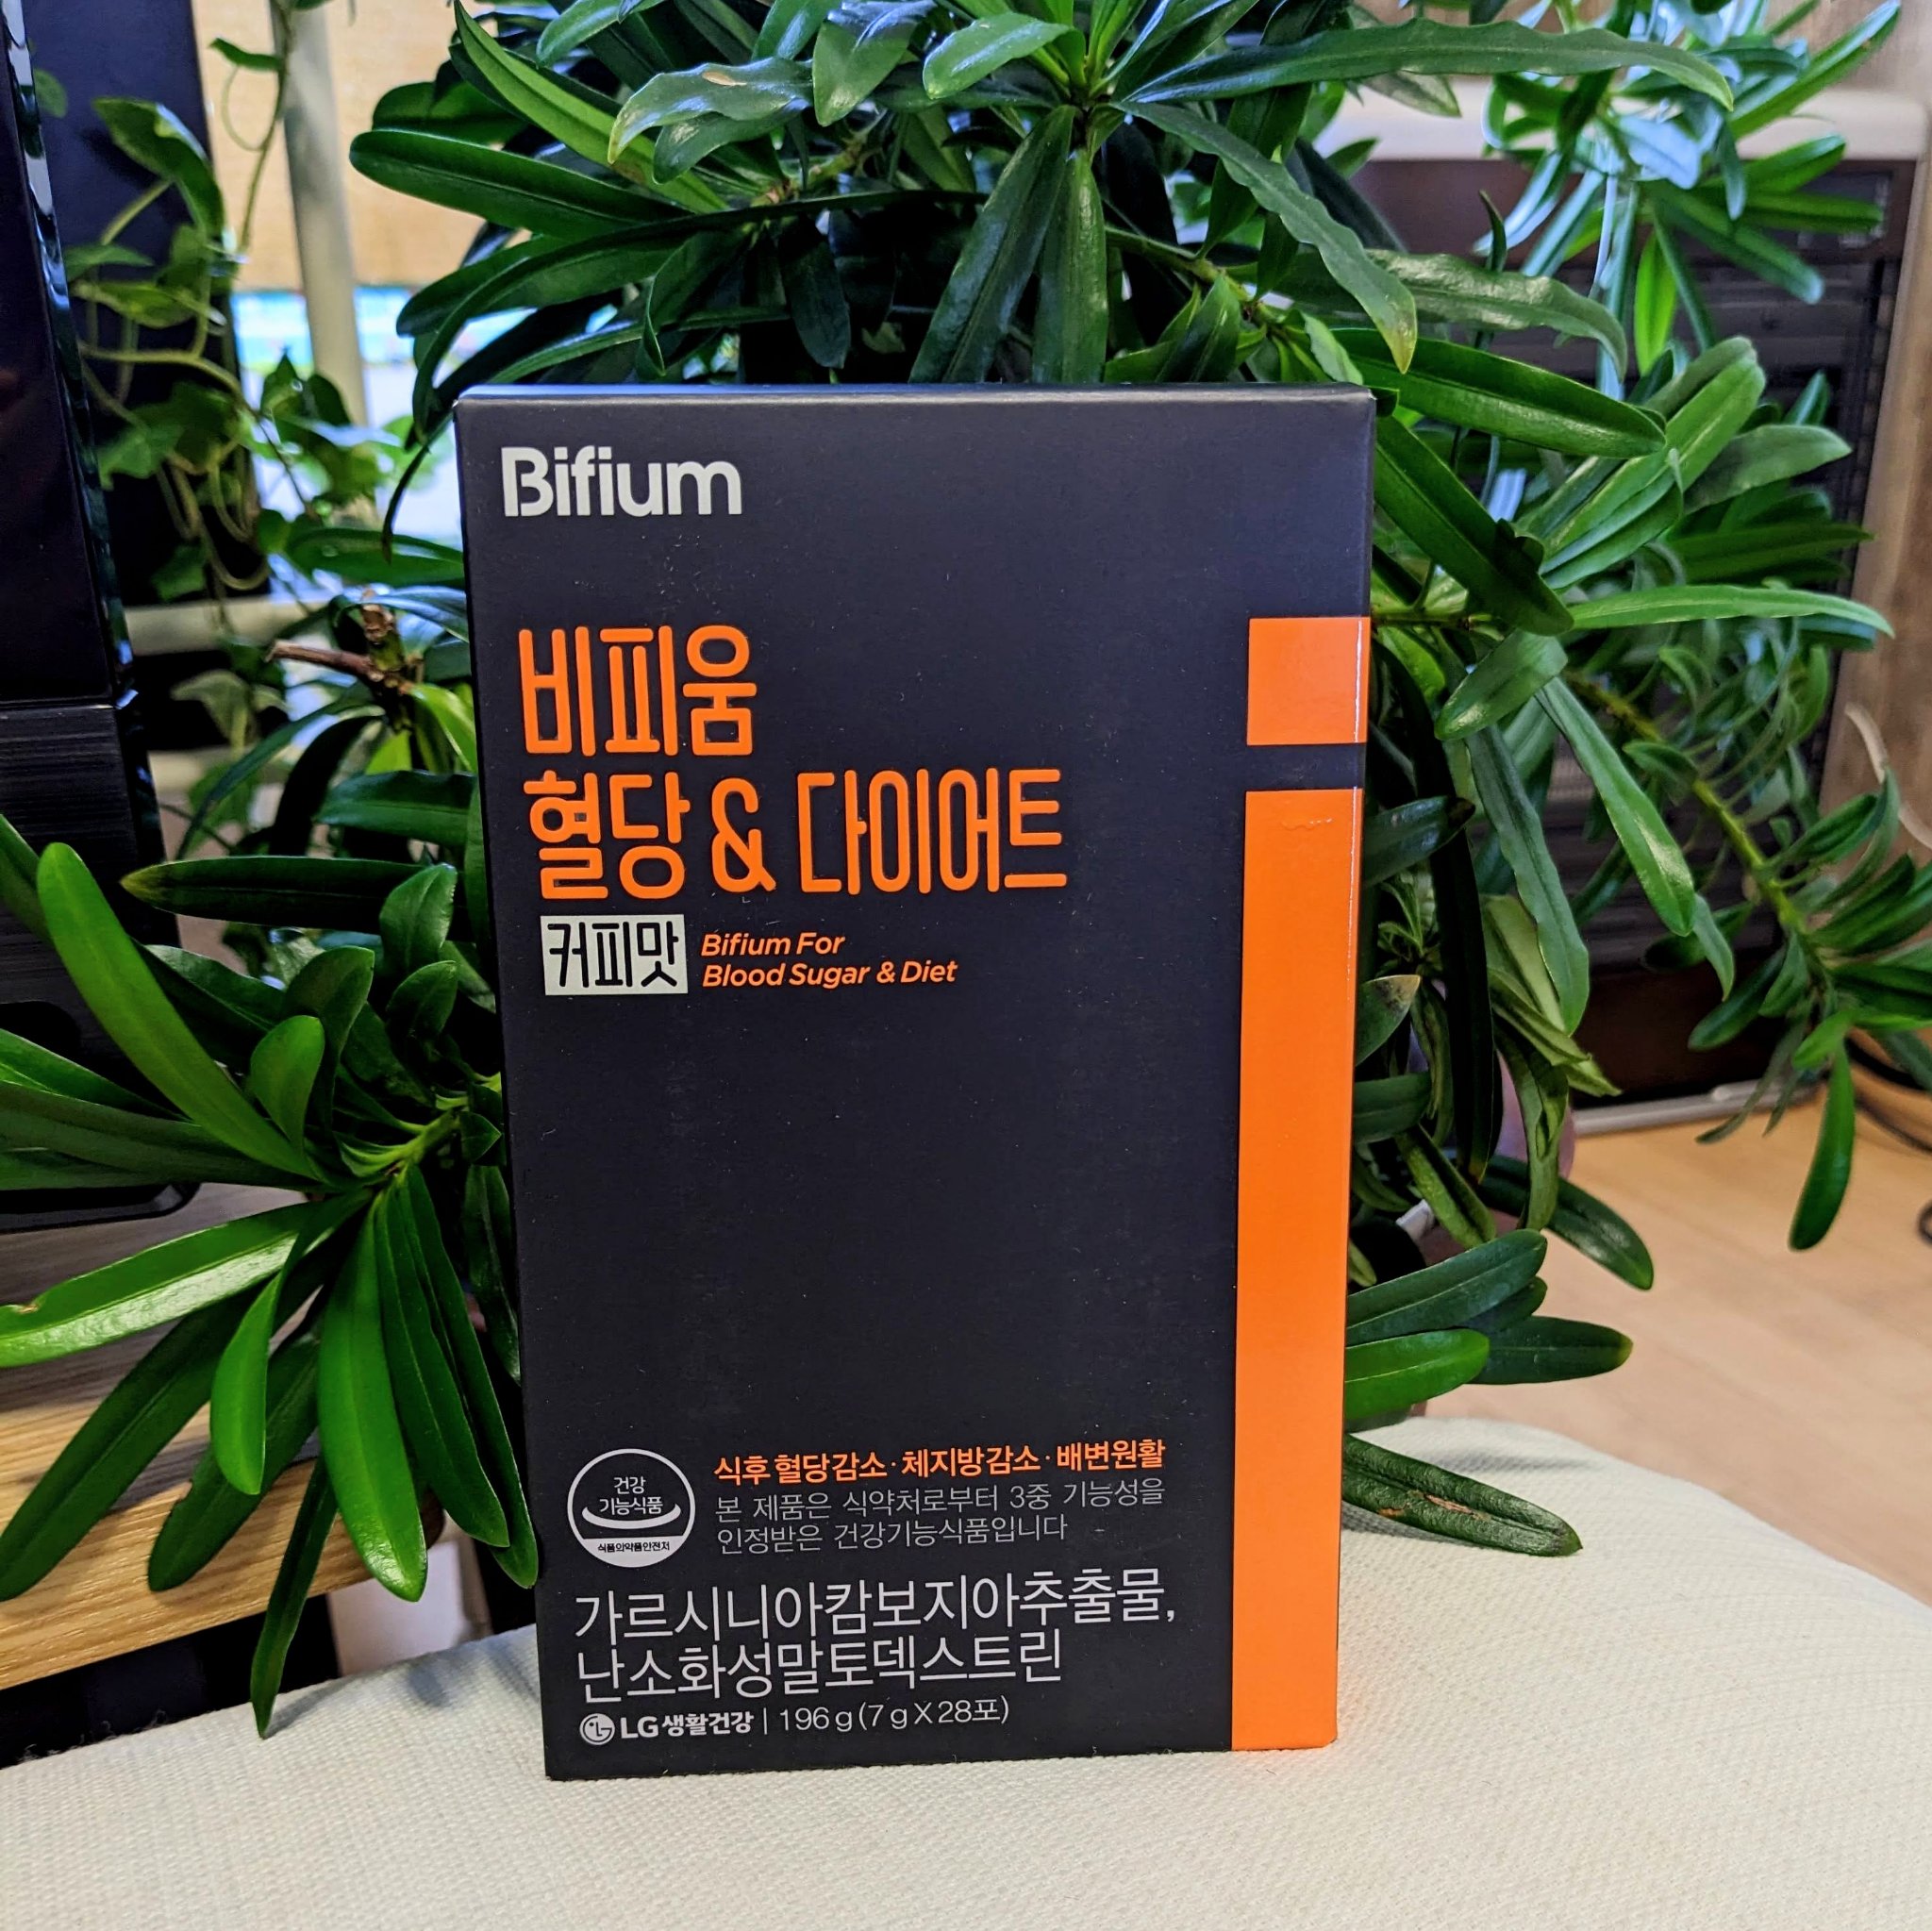 Bifium
비피움
혈당 & 다이어트
커피맛
Bifium For
Blood Sugar & Diet
건강
기능식품
식품의약품안전처
식후 혈당감소·체지방감소·배변원활
본 제품은 식약처로부터 3중 기능성을
인정받은 건강기능식품입니다
가르시니아캄보지아추출물,
난소화성말토덱스트린
LG생활건강 | 196g(7gX28포)